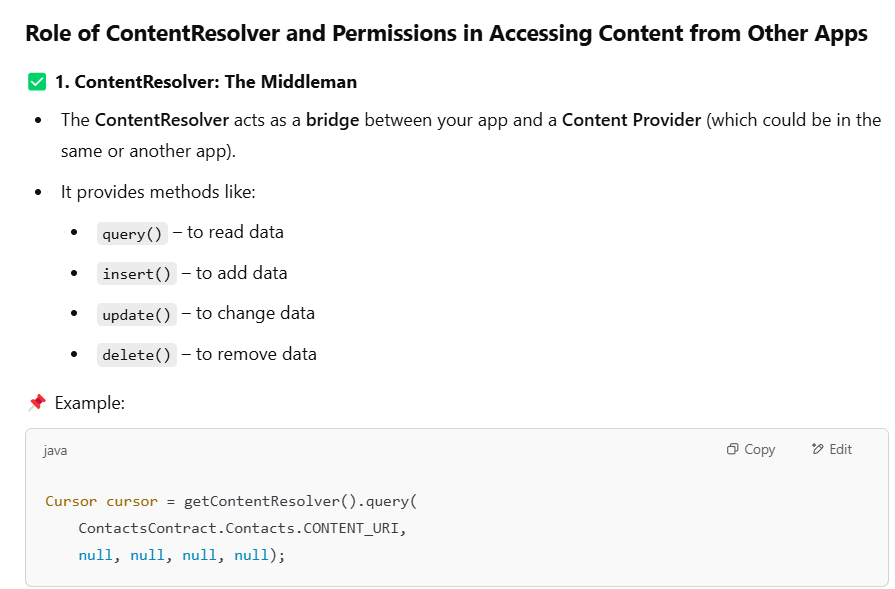 Role of ContentResolver and Permissions in Accessing Content from Other Apps
✅ 1. ContentResolver: The Middleman
• The ContentResolver acts as a bridge between your app and a Content Provider (which could be in the
same or another app).
• It provides methods like:
• query() – to read data
• insert() – to add data
• update() – to change data
• delete() – to remove data
📌 Example:
java Copy Edit
Cursor cursor = getContentResolver().query(
    ContactsContract.Contacts.CONTENT_URI,
    null, null, null, null);